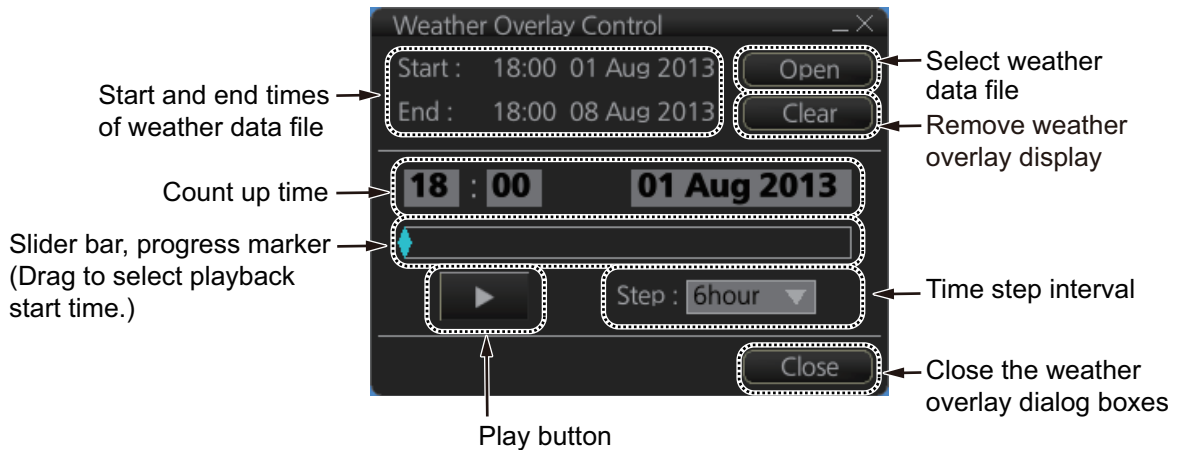 Weather Overlay Control
Start : 18:00 01 Aug 2013
End : 18:00 08 Aug 2013
Open
Clear
Select weather
data file
Remove weather
overlay display
Start and end times
of weather data file
Count up time
18 : 00 01 Aug 2013
Slider bar, progress marker
(Drag to select playback
start time.)
Step : 6hour
Time step interval
Close
Close the weather
overlay dialog boxes
Play button